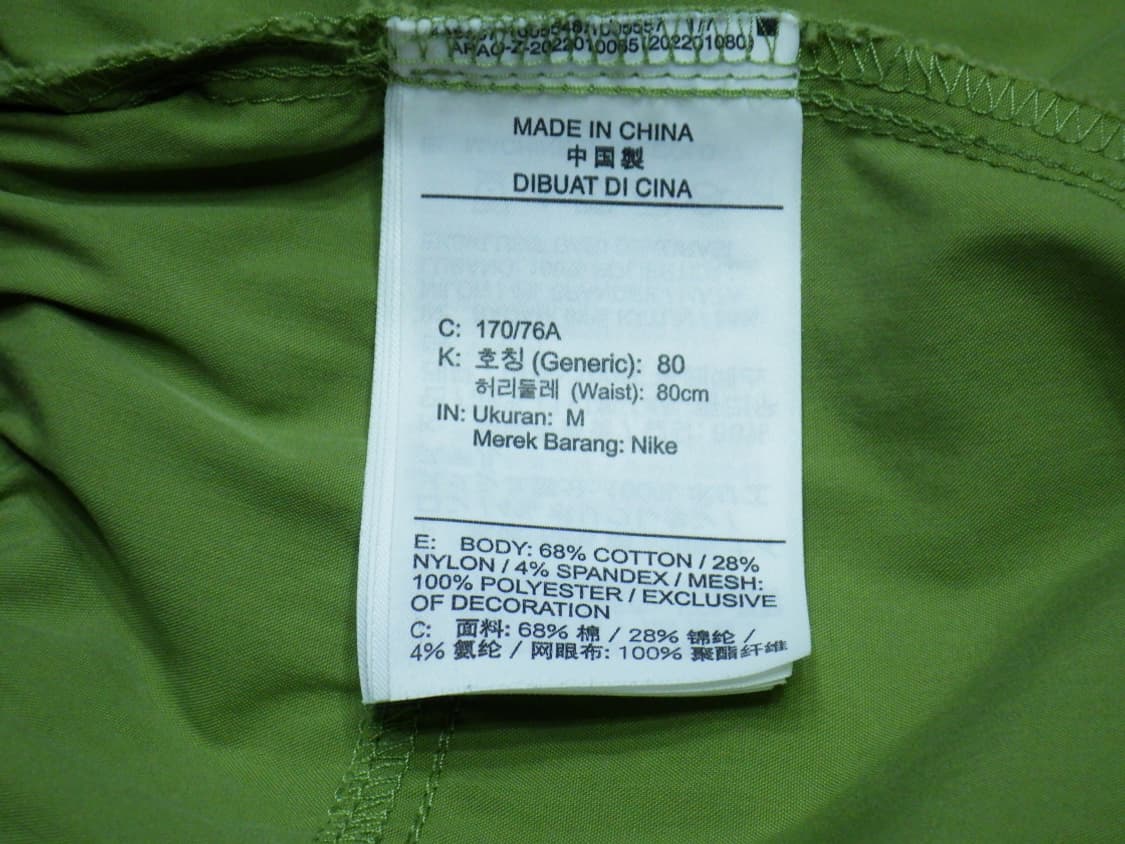 APAO-Z-2022010065(202201080)
MADE IN CHINA
中国製
DIBUAT DI CINA
C: 170/76A
K: 호칭 (Generic): 80
허리둘레 (Waist): 80cm
IN: Ukuran: M
Merek Barang: Nike
E: BODY: 68% COTTON / 28%
NYLON / 4% SPANDEX / MESH:
100% POLYESTER / EXCLUSIVE
OF DECORATION
C: 面料: 68% 棉 / 28% 锦纶 /
4% 氨纶 / 网眼布: 100% 聚酯纤维